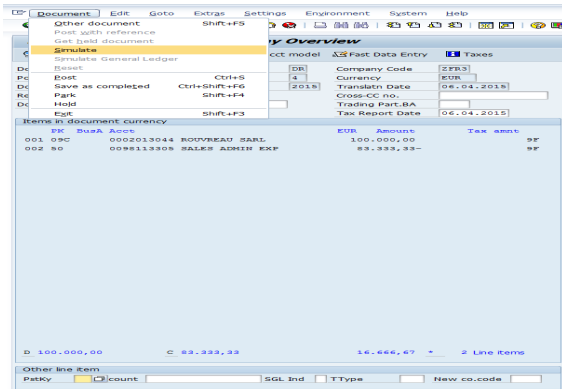 Document Edit Goto Extras Settings Environment System Help
Other document Shift+F5
Post with reference
Get held document
Simulate
Simulate General Ledger
Reset
Post Ctrl+S
Save as completed Ctrl+Shift+F6
Park Shift+F4
Hold
Exit Shift+F3
y Overview
cct model Fast Data Entry Taxes
Do DR Company Code ZFR3
Po 4 Currency EUR
Do 2015 Translatn Date 06.04.2015
Re Cross-CC no.
Do Trading Part.BA
Tax Report Date 06.04.2015
Items in document currency
PK BusA Acct EUR Amount Tax amnt
001 09C 0002013044 ROUVREAU SARL 100.000,00 9F
002 50 0098113305 SALES ADMIN EXP 83.333,33- 9F
D 100.000,00 C 83.333,33 16.666,67 * 2 Line items
Other line item
PstKy count SGL Ind TType New co.code